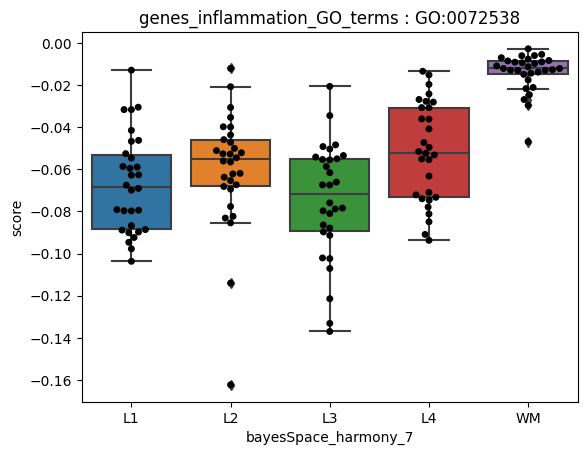 genes_inflammation_GO_terms : GO:0072538
0.00
−0.02
−0.04
−0.06
−0.08
−0.10
−0.12
−0.14
−0.16
score
L1 L2 L3 L4 WM
bayesSpace_harmony_7